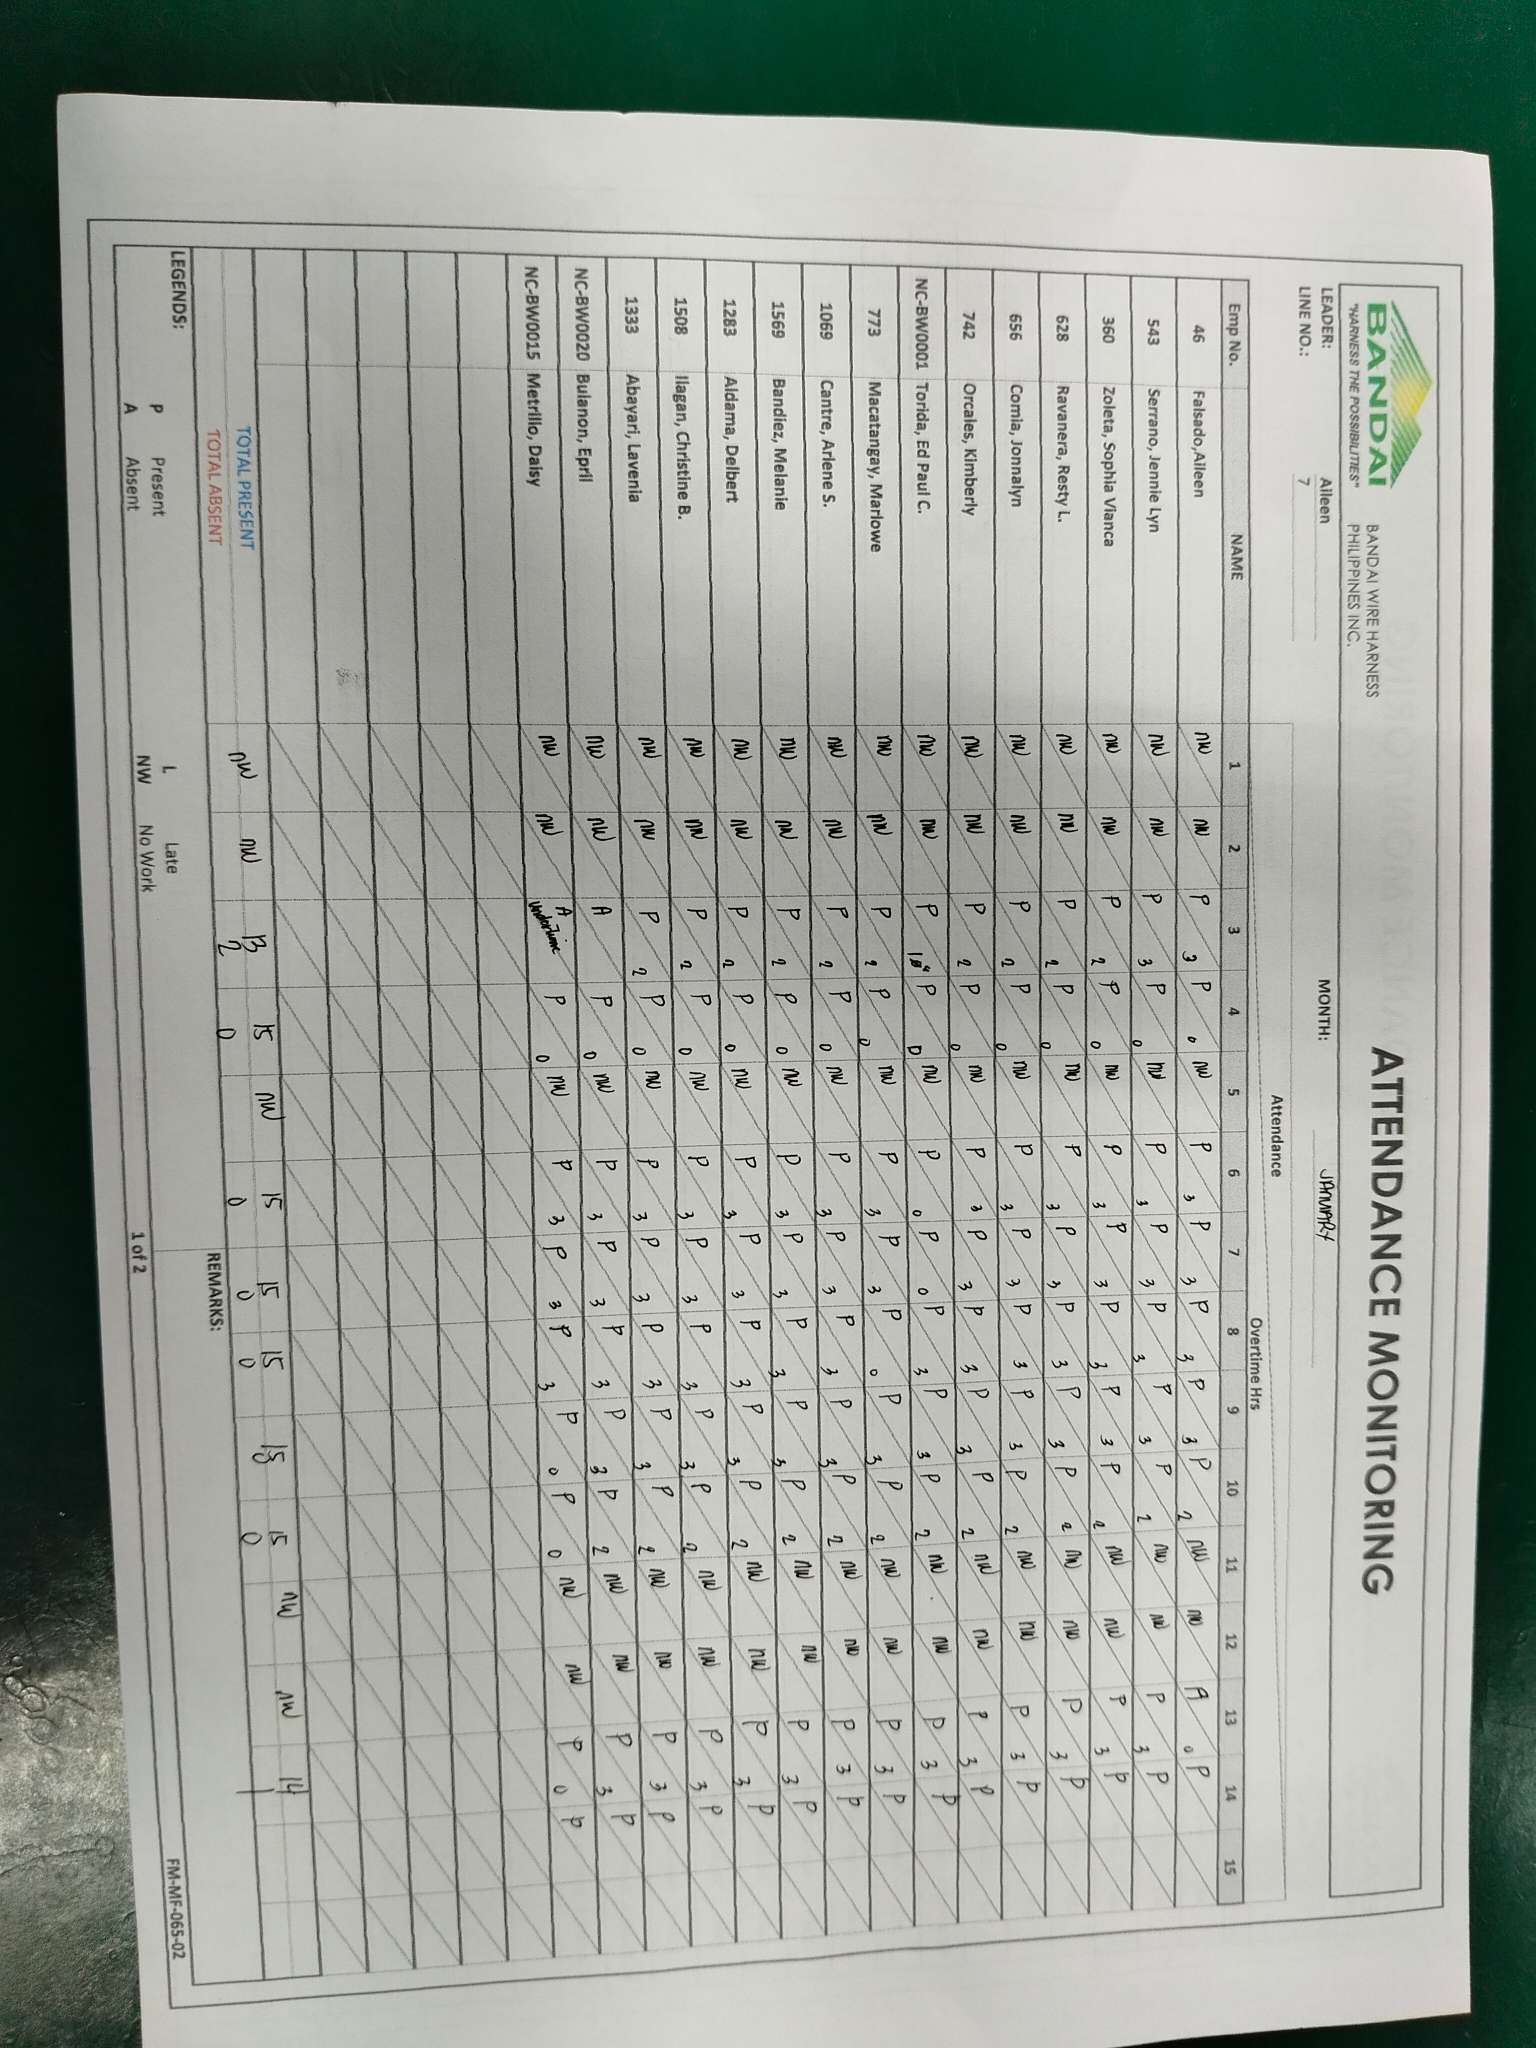 BANDAI
"HARNESS THE POSSIBILITIES"
BANDAI WIRE HARNESS
PHILIPPINES INC.
ATTENDANCE MONITORING
LEADER: Aileen MONTH: JANUARY
LINE NO.: 7
Attendance
Overtime Hrs
Emp No. NAME 1 2 3 4 5 6 7 8 9 10 11 12 13 14 15
46 Falsado,Aileen NW NW P 3 P 0 NW P 3 P 3 P 3 P 3 P 2 NW NW A 0 P
543 Serrano, Jennie Lyn NW NW P 3 P 0 NW P 3 P 3 P 3 P 3 P 2 NW NW P 3 P
360 Zoleta, Sophia Vianca NW NW P 2 P 0 NW P 3 P 3 P 3 P 3 P 2 NW NW P 3 P
628 Ravanera, Resty L. NW NW P 2 P 0 NW P 3 P 3 P 3 P 3 P 2 NW NW P 3 P
656 Comia, Jonnalyn NW NW P 2 P 0 NW P 3 P 3 P 3 P 3 P 2 NW NW P 3 P
742 Orcales, Kimberly NW NW P 2 P 0 NW P 3 P 3 P 3 P 3 P 2 NW NW P 3 P
NC-BW0001 Torida, Ed Paul C. NW NW P P 0 NW P 0 P 0 P 3 P 3 P 2 NW NW P 3 P
773 Macatangay, Marlowe NW NW P 2 P 0 NW P 3 P 3 P 0 P 3 P 2 NW NW P 3 P
1069 Cantre, Arlene S. NW NW P 2 P 0 NW P 3 P 3 P 3 P 3 P 2 NW NW P 3 P
1569 Bandiez, Melanie NW NW P 2 P 0 NW P 3 P 3 P 3 P 3 P 2 NW NW P 3 P
1283 Aldama, Delbert NW NW P 2 P 0 NW P 3 P 3 P 3 P 3 P 2 NW NW P 3 P
1508 Ilagan, Christine B. NW NW P 2 P 0 NW P 3 P 3 P 3 P 3 P 2 NW NW P 3 P
1333 Abayari, Lavenia NW NW P 2 P 0 NW P 3 P 3 P 3 P 3 P 2 NW NW P 3 P
NC-BW0020 Bulanon, Epril NW NW A P 0 NW P 3 P 3 P 3 P 3 P 2 NW NW P 3 P
NC-BW0015 Metrillo, Daisy NW NW A undertime P 0 NW P 3 P 3 P 3 P 0 P 0 NW NW P 0 P
TOTAL PRESENT NW NW 13 15 NW 15 15 15 15 15 NW NW 14
TOTAL ABSENT 2 0 0 0 0 0 1
LEGENDS: REMARKS:
P Present L Late
A Absent NW No Work
1 of 2
FM-MF-065-02